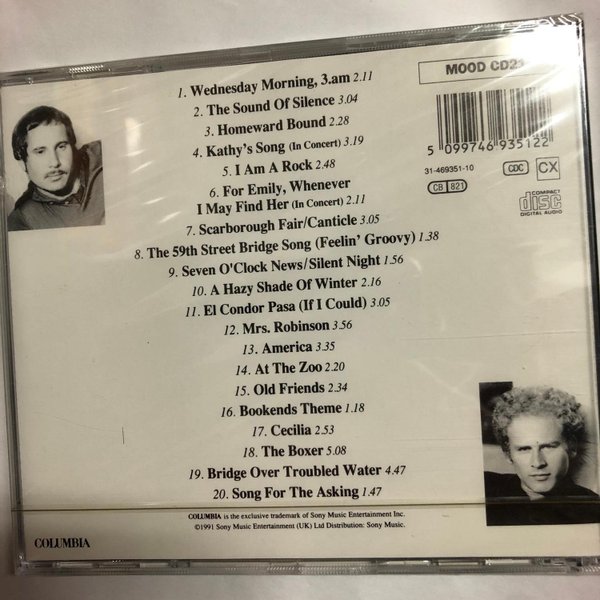 1. Wednesday Morning, 3.am 2.11
2. The Sound Of Silence 3.04
3. Homeward Bound 2.28
4. Kathy's Song (In Concert) 3.19
5. I Am A Rock 2.48
6. For Emily, Whenever
I May Find Her (In Concert) 2.11
7. Scarborough Fair/Canticle 3.05
8. The 59th Street Bridge Song (Feelin' Groovy) 1.38
9. Seven O'Clock News/Silent Night 1.56
10. A Hazy Shade Of Winter 2.16
11. El Condor Pasa (If I Could) 3.05
12. Mrs. Robinson 3.56
13. America 3.35
14. At The Zoo 2.20
15. Old Friends 2.34
16. Bookends Theme 1.18
17. Cecilia 2.53
18. The Boxer 5.08
19. Bridge Over Troubled Water 4.47
20. Song For The Asking 1.47
MOOD
5 099746 935122
31-469351-10
CDC CX
CB 821
COMPACT
disc
DIGITAL AUDIO
COLUMBIA is the exclusive trademark of Sony Music Entertainment Inc.
©1991 Sony Music Entertainment (UK) Ltd Distribution: Sony Music.
COLUMBIA